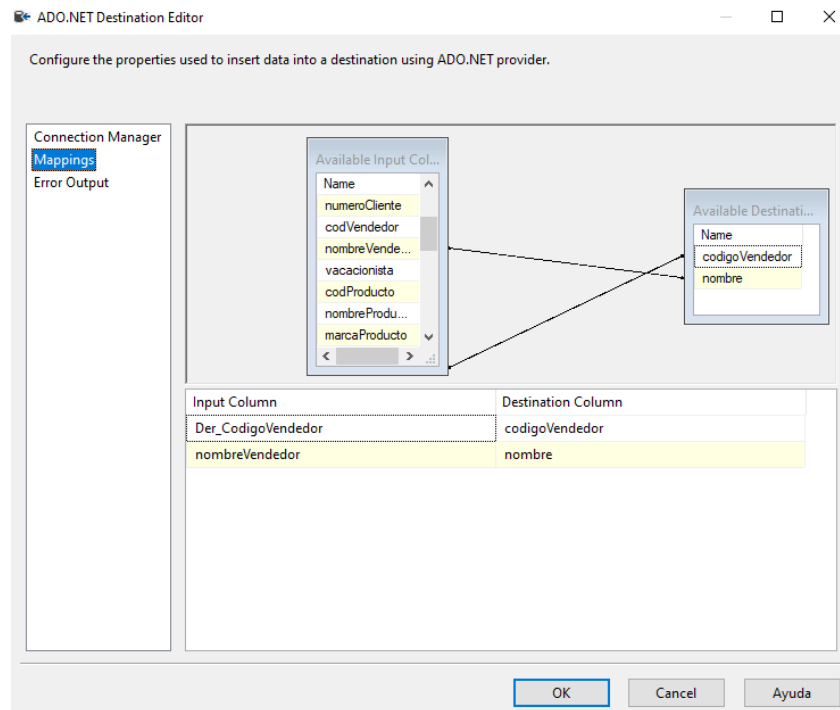 ADO.NET Destination Editor
Configure the properties used to insert data into a destination using ADO.NET provider.
Connection Manager
Mappings
Error Output
Available Input Col...
Name
numeroCliente
codVendedor
nombreVende...
vacacionista
codProducto
nombreProdu...
marcaProducto
Available Destinati...
Name
codigoVendedor
nombre
Input Column Destination Column
Der_CodigoVendedor codigoVendedor
nombreVendedor nombre
OK Cancel Ayuda